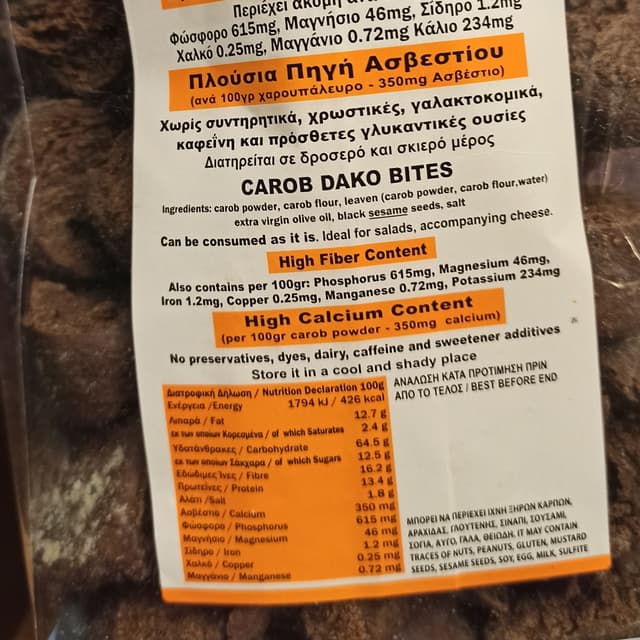 Περιέχει ακόμη
Φώσφορο 615mg, Μαγνήσιο 46mg, Σίδηρο 1.2mg
Χαλκό 0.25mg, Μαγγάνιο 0.72mg Κάλιο 234mg
Πλούσια Πηγή Ασβεστίου
(ανά 100γρ χαρουπάλευρο - 350mg Ασβέστιο)
Χωρίς συντηρητικά, χρωστικές, γαλακτοκομικά,
καφεΐνη και πρόσθετες γλυκαντικές ουσίες
Διατηρείται σε δροσερό και σκιερό μέρος
CAROB DAKO BITES
Ingredients: carob powder, carob flour, leaven (carob powder, carob flour,water)
extra virgin olive oil, black sesame seeds, salt
Can be consumed as it is. Ideal for salads, accompanying cheese.
High Fiber Content
Also contains per 100gr: Phosphorus 615mg, Magnesium 46mg,
Iron 1.2mg, Copper 0.25mg, Manganese 0.72mg, Potassium 234mg
High Calcium Content
(per 100gr carob powder - 350mg calcium)
No preservatives, dyes, dairy, caffeine and sweetener additives
Store it in a cool and shady place
Διατροφική Δήλωση / Nutrition Declaration 100g
Ενέργεια /Energy 1794 kJ / 426 kcal
Λιπαρά / Fat 12.7 g
εκ των οποίων Κορεσμένα / of which Saturates 2.4 g
Υδατάνθρακες / Carbohydrate 64.5 g
εκ των οποίων Σάκχαρα / of which Sugars 12.5 g
Εδώδιμες Ίνες / Fibre 16.2 g
Πρωτεΐνες / Protein 13.4 g
Αλάτι /Salt 1.8 g
Ασβέστιο / Calcium 350 mg
Φώσφορο / Phosphorus 615 mg
Μαγνήσιο / Magnesium 46 mg
Σίδηρο / Iron 1.2 mg
Χαλκό / Copper 0.25 mg
Μαγγάνιο / Manganese 0.72 mg
ΑΝΑΛΩΣΗ ΚΑΤΑ ΠΡΟΤΙΜΗΣΗ ΠΡΙΝ
ΑΠΟ ΤΟ ΤΕΛΟΣ / BEST BEFORE END
ΜΠΟΡΕΙ ΝΑ ΠΕΡΙΕΧΕΙ ΙΧΝΗ ΞΗΡΩΝ ΚΑΡΠΩΝ,
ΑΡΑΧΙΔΑΣ, ΓΛΟΥΤΕΝΗΣ, ΣΙΝΑΠΙ, ΣΟΥΣΑΜΙ,
ΣΟΓΙΑ, ΑΥΓΟ, ΓΑΛΑ, ΘΕΙΩΔΗ. IT MAY CONTAIN
TRACES OF NUTS, PEANUTS, GLUTEN, MUSTARD
SEEDS, SESAME SEEDS, SOY, EGG, MILK, SULFITE